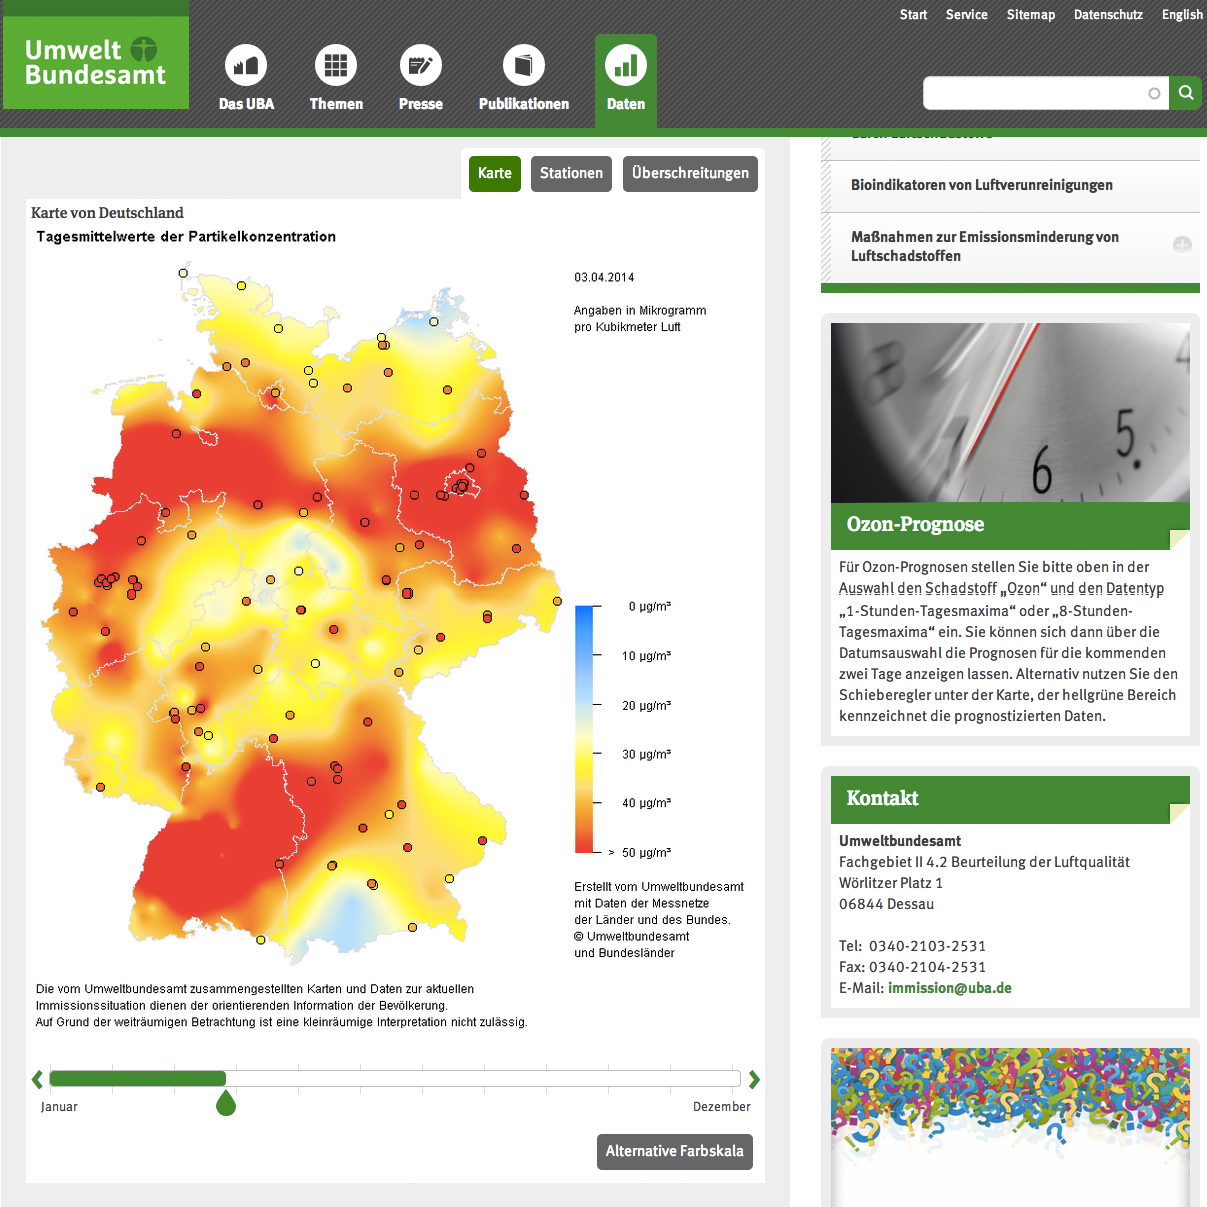 Start Service Sitemap Datenschutz English
Umwelt
Bundesamt
Das UBA Themen Presse Publikationen Daten
Karte Stationen Überschreitungen
Karte von Deutschland
Tagesmittelwerte der Partikelkonzentration
03.04.2014
Angaben in Mikrogramm
pro Kubikmeter Luft
0 µg/m³
10 µg/m³
20 µg/m³
30 µg/m³
40 µg/m³
> 50 µg/m³
Erstellt vom Umweltbundesamt
mit Daten der Messnetze
der Länder und des Bundes.
© Umweltbundesamt
und Bundesländer
Die vom Umweltbundesamt zusammengestellten Karten und Daten zur aktuellen
Immissionssituation dienen der orientierenden Information der Bevölkerung.
Auf Grund der weiträumigen Betrachtung ist eine kleinräumige Interpretation nicht zulässig.
Januar Dezember
Alternative Farbskala
Bioindikatoren von Luftverunreinigungen
Maßnahmen zur Emissionsminderung von
Luftschadstoffen
8 7 6 5 4
Ozon-Prognose
Für Ozon-Prognosen stellen Sie bitte oben in der
Auswahl den Schadstoff „Ozon“ und den Datentyp
„1-Stunden-Tagesmaxima“ oder „8-Stunden-
Tagesmaxima“ ein. Sie können sich dann über die
Datumsauswahl die Prognosen für die kommenden
zwei Tage anzeigen lassen. Alternativ nutzen Sie den
Schieberegler unter der Karte, der hellgrüne Bereich
kennzeichnet die prognostizierten Daten.
Kontakt
Umweltbundesamt
Fachgebiet II 4.2 Beurteilung der Luftqualität
Wörlitzer Platz 1
06844 Dessau
Tel: 0340-2103-2531
Fax: 0340-2104-2531
E-Mail: immission@uba.de